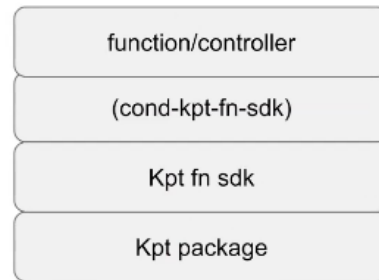 function/controller
(cond-kpt-fn-sdk)
Kpt fn sdk
Kpt package